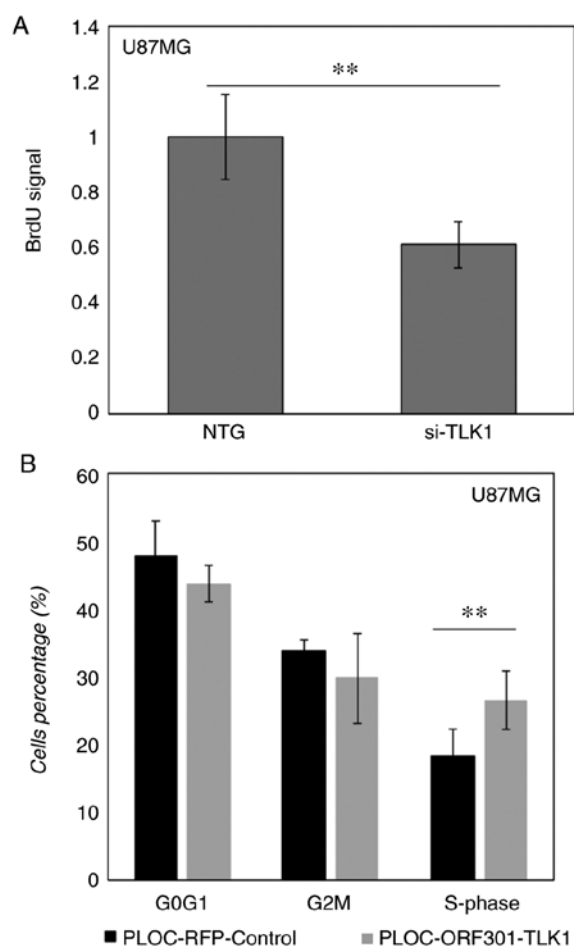 A
U87MG
**
BrdU signal
1.4
1.2
1
0.8
0.6
0.4
0.2
0
NTG
si-TLK1
B
U87MG
**
Cells percentage (%)
60
50
40
30
20
10
0
G0G1
G2M
S-phase
PLOC-RFP-Control
PLOC-ORF301-TLK1